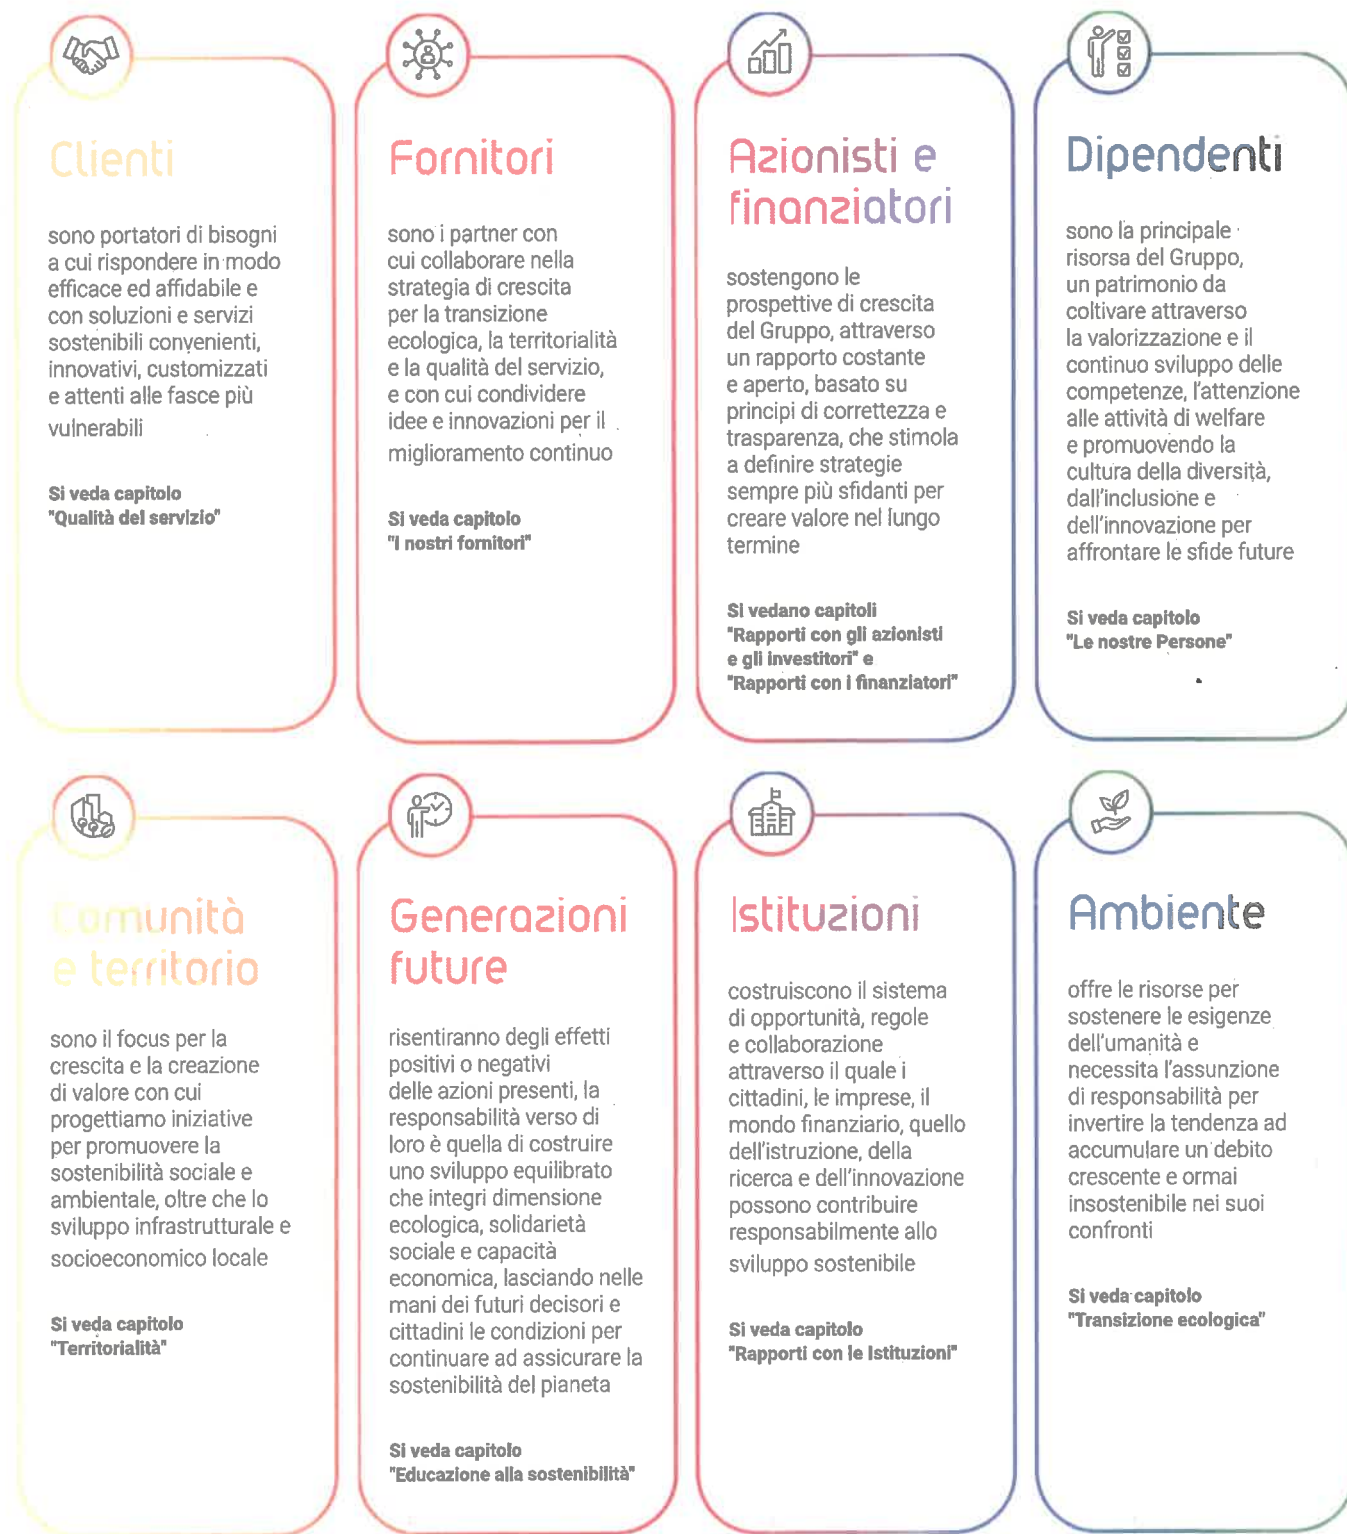 Clienti
sono portatori di bisogni
a cui rispondere in modo
efficace ed affidabile e
con soluzioni e servizi
sostenibili convenienti,
innovativi, customizzati
e attenti alle fasce più
vulnerabili
Si veda capitolo
"Qualità del servizio"
Fornitori
sono i partner con
cui collaborare nella
strategia di crescita
per la transizione
ecologica, la territorialità
e la qualità del servizio,
e con cui condividere
idee e innovazioni per il
miglioramento continuo
Si veda capitolo
"I nostri fornitori"
Azionisti e
finanziatori
sostengono le
prospettive di crescita
del Gruppo, attraverso
un rapporto costante
e aperto, basato su
principi di correttezza e
trasparenza, che stimola
a definire strategie
sempre più sfidanti per
creare valore nel lungo
termine
Si vedano capitoli
"Rapporti con gli azionisti
e gli investitori" e
"Rapporti con i finanziatori"
Dipendenti
sono la principale
risorsa del Gruppo,
un patrimonio da
coltivare attraverso
la valorizzazione e il
continuo sviluppo delle
competenze, l'attenzione
alle attività di welfare
e promuovendo la
cultura della diversità,
dall'inclusione e
dell'innovazione per
affrontare le sfide future
Si veda capitolo
"Le nostre Persone"
Comunità
e territorio
sono il focus per la
crescita e la creazione
di valore con cui
progettiamo iniziative
per promuovere la
sostenibilità sociale e
ambientale, oltre che lo
sviluppo infrastrutturale e
socioeconomico locale
Si veda capitolo
"Territorialità"
Generazioni
future
risentiranno degli effetti
positivi o negativi
delle azioni presenti, la
responsabilità verso di
loro è quella di costruire
uno sviluppo equilibrato
che integri dimensione
ecologica, solidarietà
sociale e capacità
economica, lasciando nelle
mani dei futuri decisori e
cittadini le condizioni per
continuare ad assicurare la
sostenibilità del pianeta
Si veda capitolo
"Educazione alla sostenibilità"
Istituzioni
costruiscono il sistema
di opportunità, regole
e collaborazione
attraverso il quale i
cittadini, le imprese, il
mondo finanziario, quello
dell'istruzione, della
ricerca e dell'innovazione
possono contribuire
responsabilmente allo
sviluppo sostenibile
Si veda capitolo
"Rapporti con le Istituzioni"
Ambiente
offre le risorse per
sostenere le esigenze
dell'umanità e
necessita l'assunzione
di responsabilità per
invertire la tendenza ad
accumulare un debito
crescente e ormai
insostenibile nei suoi
confronti
Si veda capitolo
"Transizione ecologica"